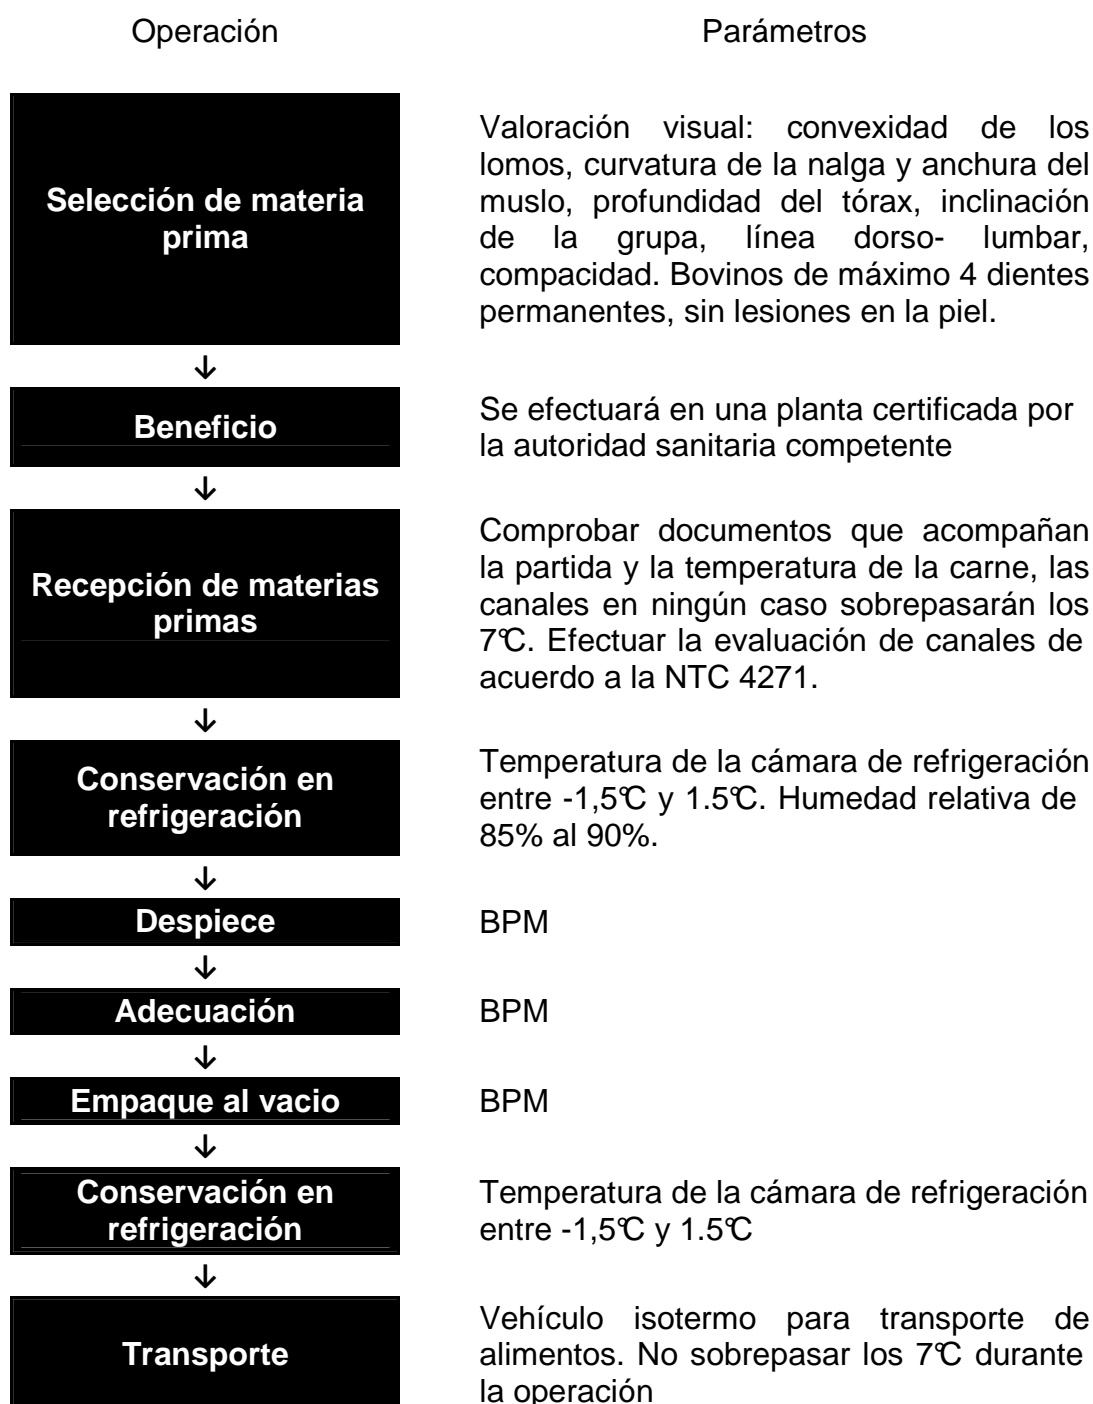 Operación
Parámetros
Selección de materia
prima
Valoración visual: convexidad de los
lomos, curvatura de la nalga y anchura del
muslo, profundidad del tórax, inclinación
de la grupa, línea dorso- lumbar,
compacidad. Bovinos de máximo 4 dientes
permanentes, sin lesiones en la piel.
↓
Beneficio
Se efectuará en una planta certificada por
la autoridad sanitaria competente
↓
Recepción de materias
primas
Comprobar documentos que acompañan
la partida y la temperatura de la carne, las
canales en ningún caso sobrepasarán los
7°C. Efectuar la evaluación de canales de
acuerdo a la NTC 4271.
↓
Conservación en
refrigeración
Temperatura de la cámara de refrigeración
entre -1,5°C y 1.5°C. Humedad relativa de
85% al 90%.
↓
Despiece
BPM
↓
Adecuación
BPM
↓
Empaque al vacio
BPM
↓
Conservación en
refrigeración
Temperatura de la cámara de refrigeración
entre -1,5°C y 1.5°C
↓
Transporte
Vehículo isotermo para transporte de
alimentos. No sobrepasar los 7°C durante
la operación